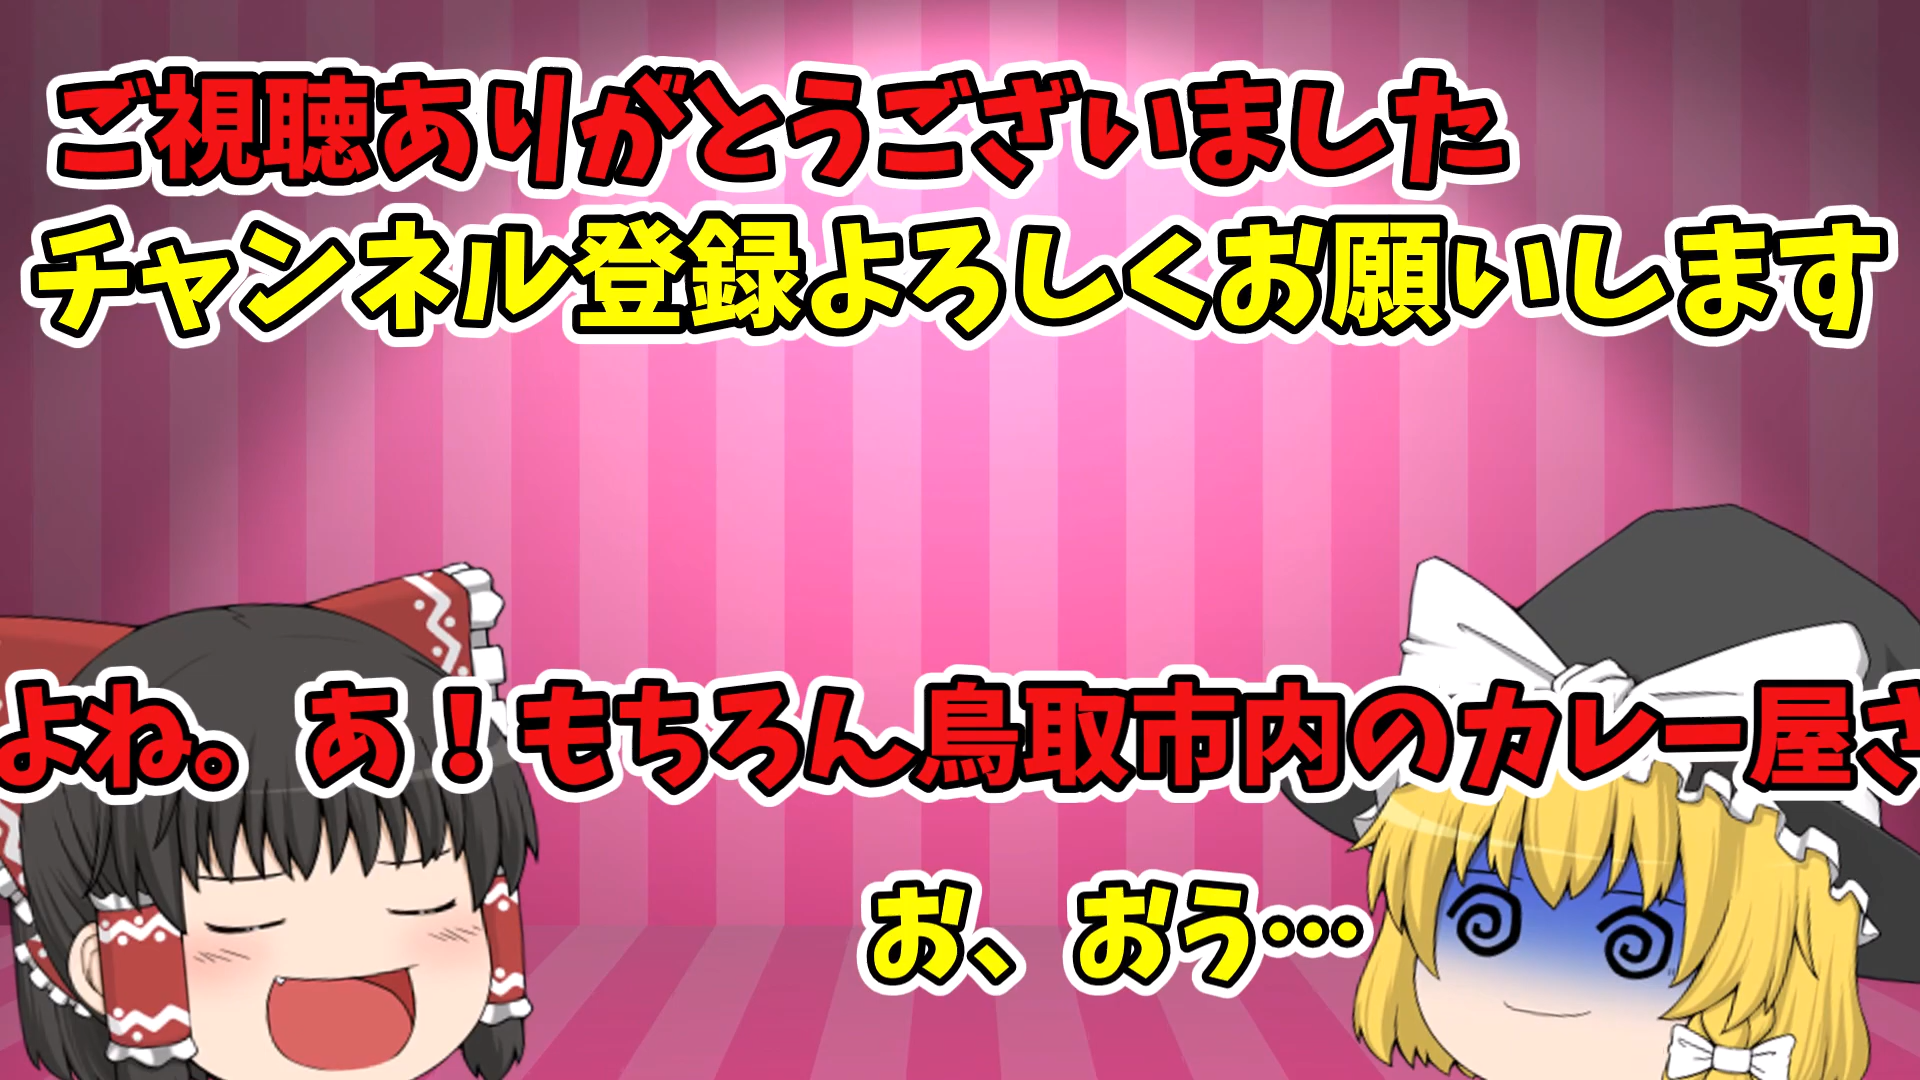 ご視聴ありがとうございました
チャンネル登録よろしくお願いします
よね。あ！もちろん鳥取市内のカレー屋さ
お、おぅ…